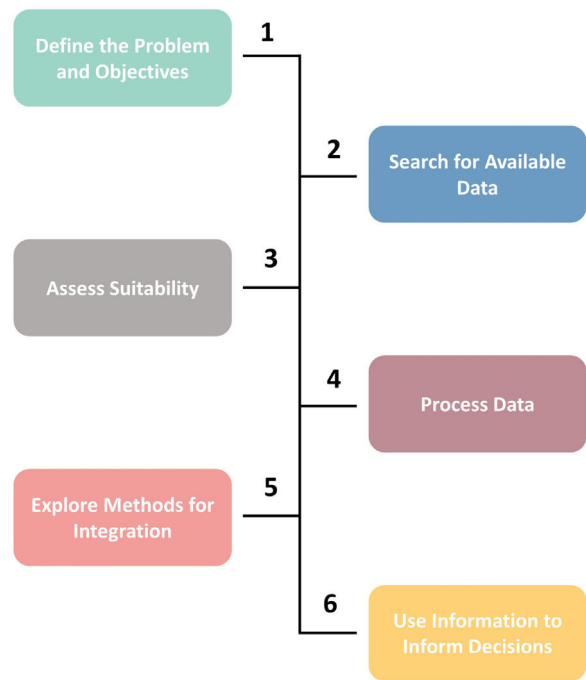 1
Define the Problem
and Objectives
2
Search for Available
Data
3
Assess Suitability
4
Process Data
5
Explore Methods for
Integration
6
Use Information to
Inform Decisions